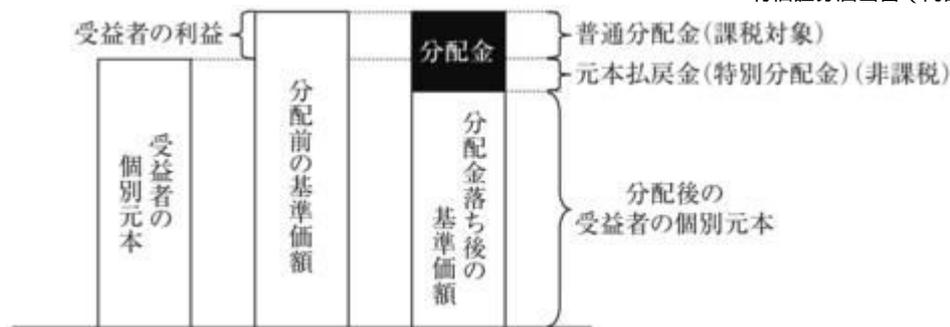 受益者の利益
受益者の
個別元本
分配前の基準価額
分配金
分配金落ち後の
基準価額
普通分配金(課税対象)
元本払戻金(特別分配金)(非課税)
分配後の
受益者の個別元本